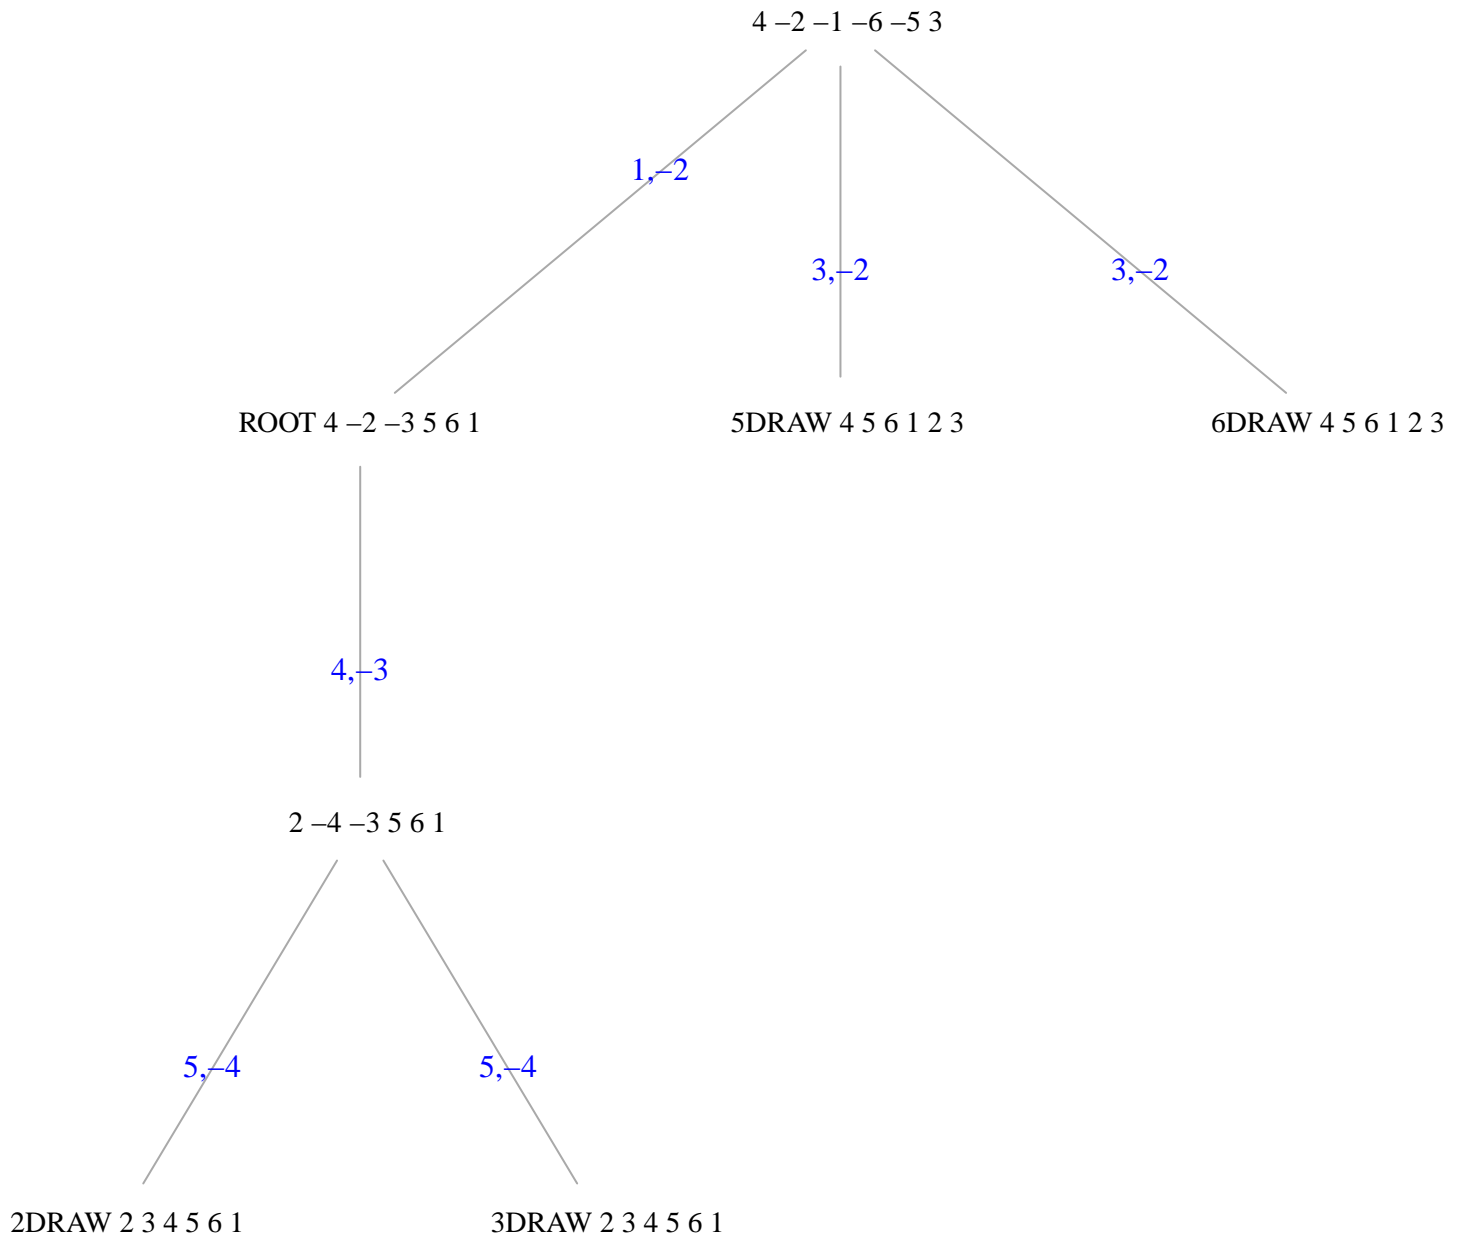 4 –2 –1 –6 –5 3
1,–2
3,–2
3,–2
ROOT 4 –2 –3 5 6 1
5DRAW 4 5 6 1 2 3
6DRAW 4 5 6 1 2 3
4,–3
2 –4 –3 5 6 1
5,–4
5,–4
2DRAW 2 3 4 5 6 1
3DRAW 2 3 4 5 6 1